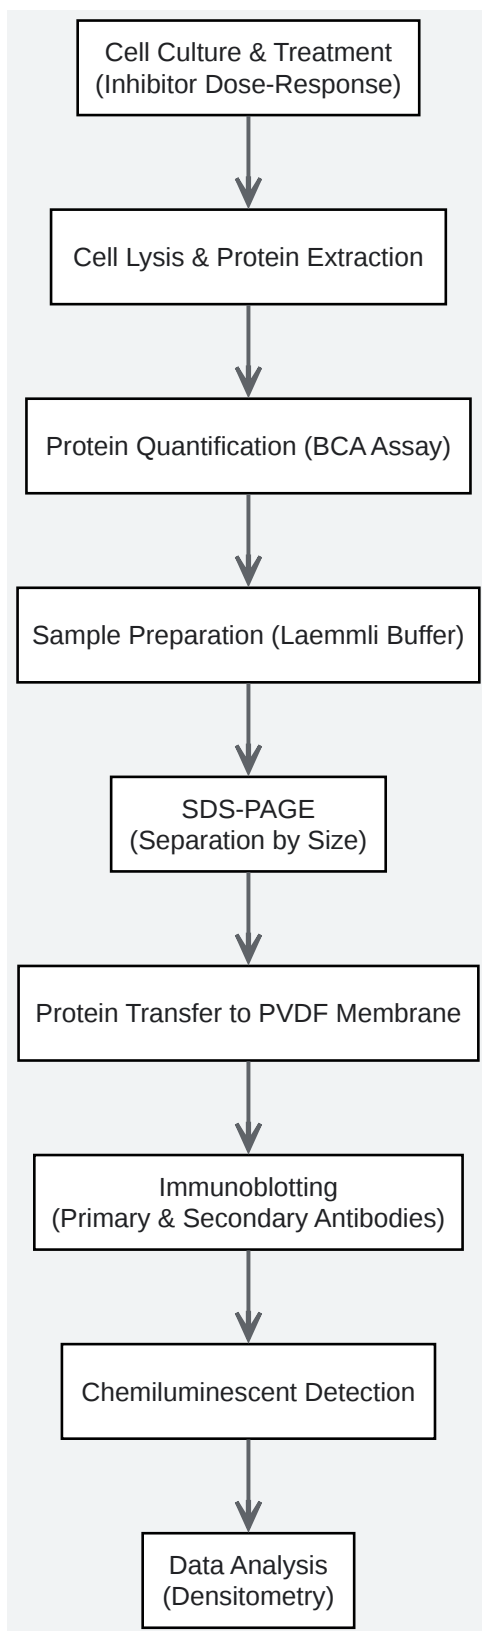 Cell Culture & Treatment
(Inhibitor Dose-Response)
Cell Lysis & Protein Extraction
Protein Quantification (BCA Assay)
Sample Preparation (Laemmli Buffer)
SDS-PAGE
(Separation by Size)
Protein Transfer to PVDF Membrane
Immunoblotting
(Primary & Secondary Antibodies)
Chemiluminescent Detection
Data Analysis
(Densitometry)